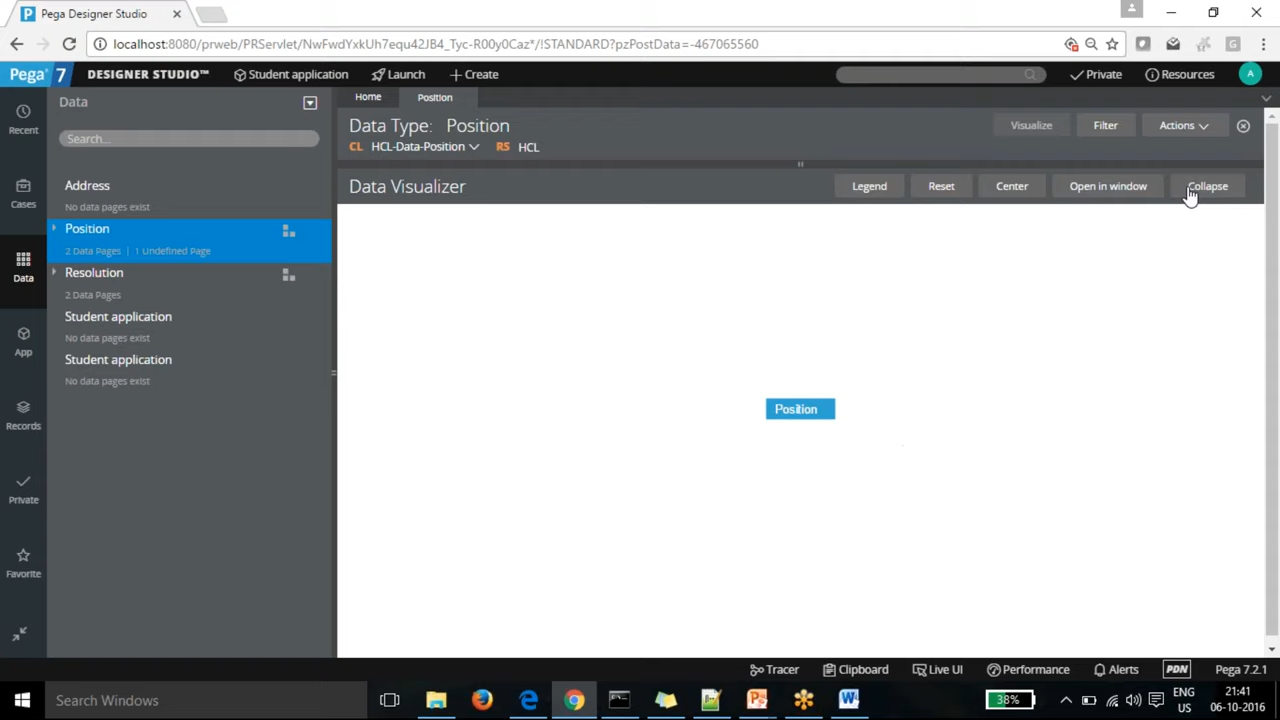 Pega Designer Studio
localhost:8080/prweb/PRServlet/NwFwdYxkUh7equ42JB4_Tyc-R00y0Caz*/!STANDARD?pzPostData=-467065560
Pega 7 DESIGNER STUDIO™ Student application Launch Create Private Resources A
Recent
Cases
Data
App
Records
Private
Favorite
Data
Search...
Address
No data pages exist
Position
2 Data Pages | 1 Undefined Page
Resolution
2 Data Pages
Student application
No data pages exist
Student application
No data pages exist
Home Position
Data Type: Position Visualize Filter Actions
CL HCL-Data-Position RS HCL
Data Visualizer Legend Reset Center Open in window Collapse
Position
Tracer Clipboard Live UI Performance Alerts PDN Pega 7.2.1
Search Windows 38% ENG 21:41
US 06-10-2016